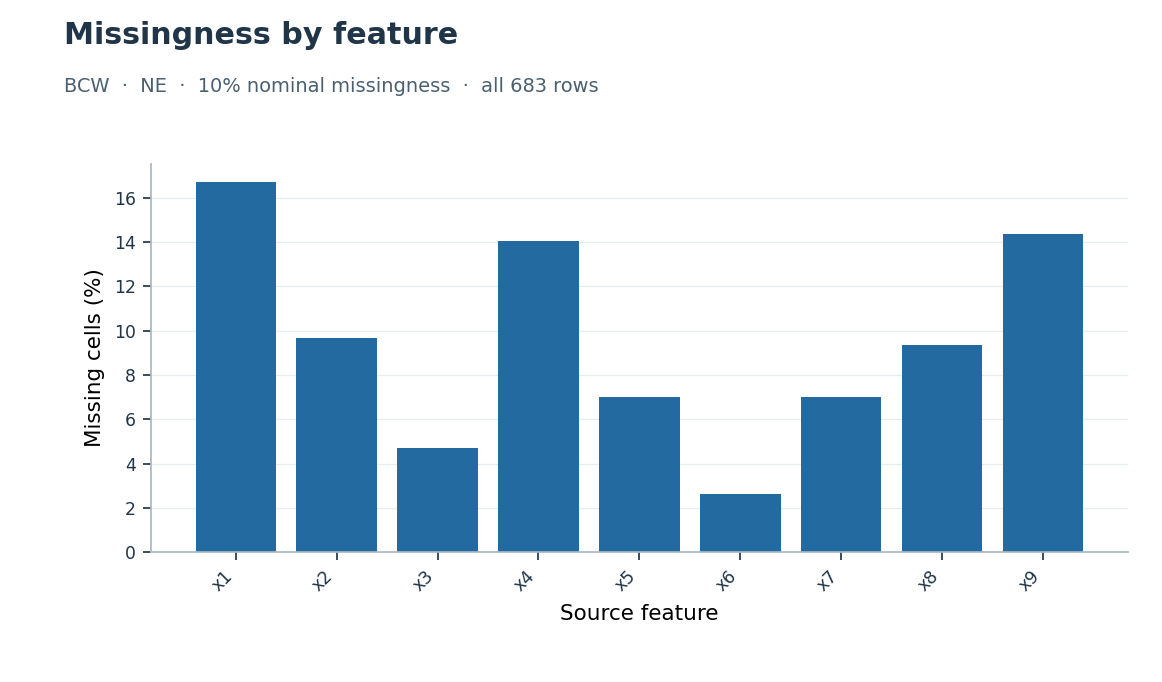 Missingness by feature
BCW · NE · 10% nominal missingness · all 683 rows
Missing cells (%)
16
14
12
10
8
6
4
2
0
x1 x2 x3 x4 x5 x6 x7 x8 x9
Source feature